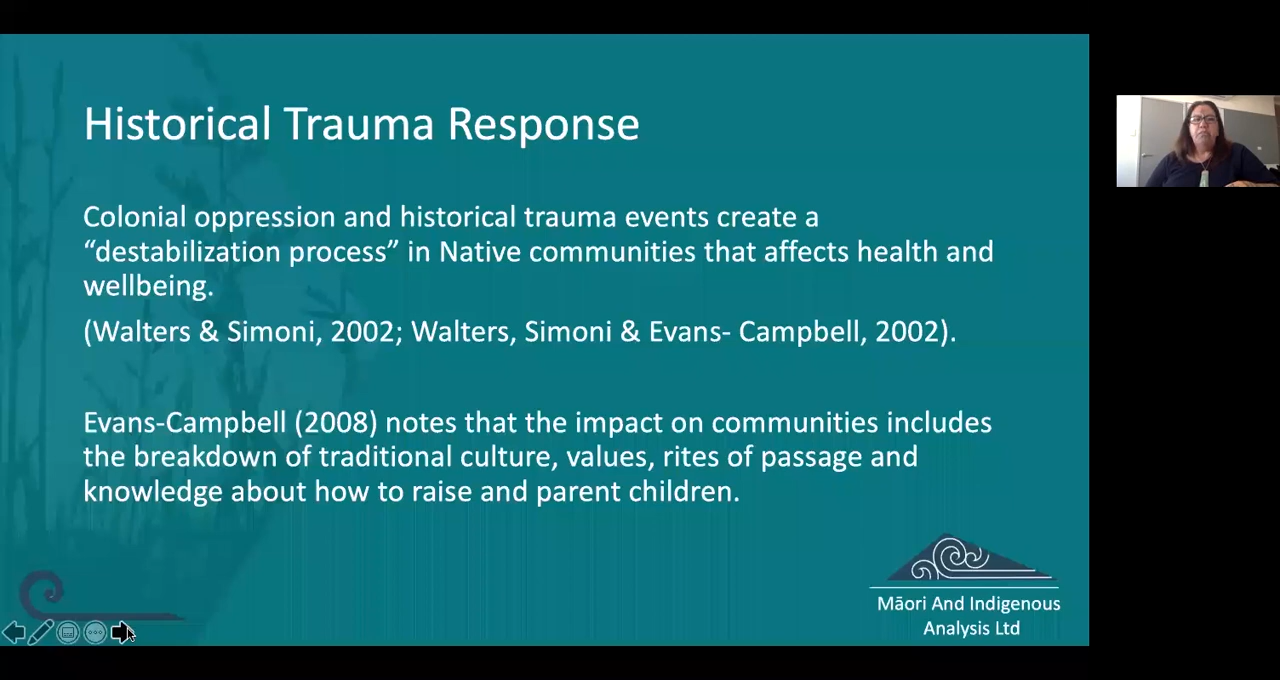 Historical Trauma Response
Colonial oppression and historical trauma events create a
“destabilization process” in Native communities that affects health and
wellbeing.
(Walters & Simoni, 2002; Walters, Simoni & Evans- Campbell, 2002).
Evans-Campbell (2008) notes that the impact on communities includes
the breakdown of traditional culture, values, rites of passage and
knowledge about how to raise and parent children.
Māori And Indigenous
Analysis Ltd